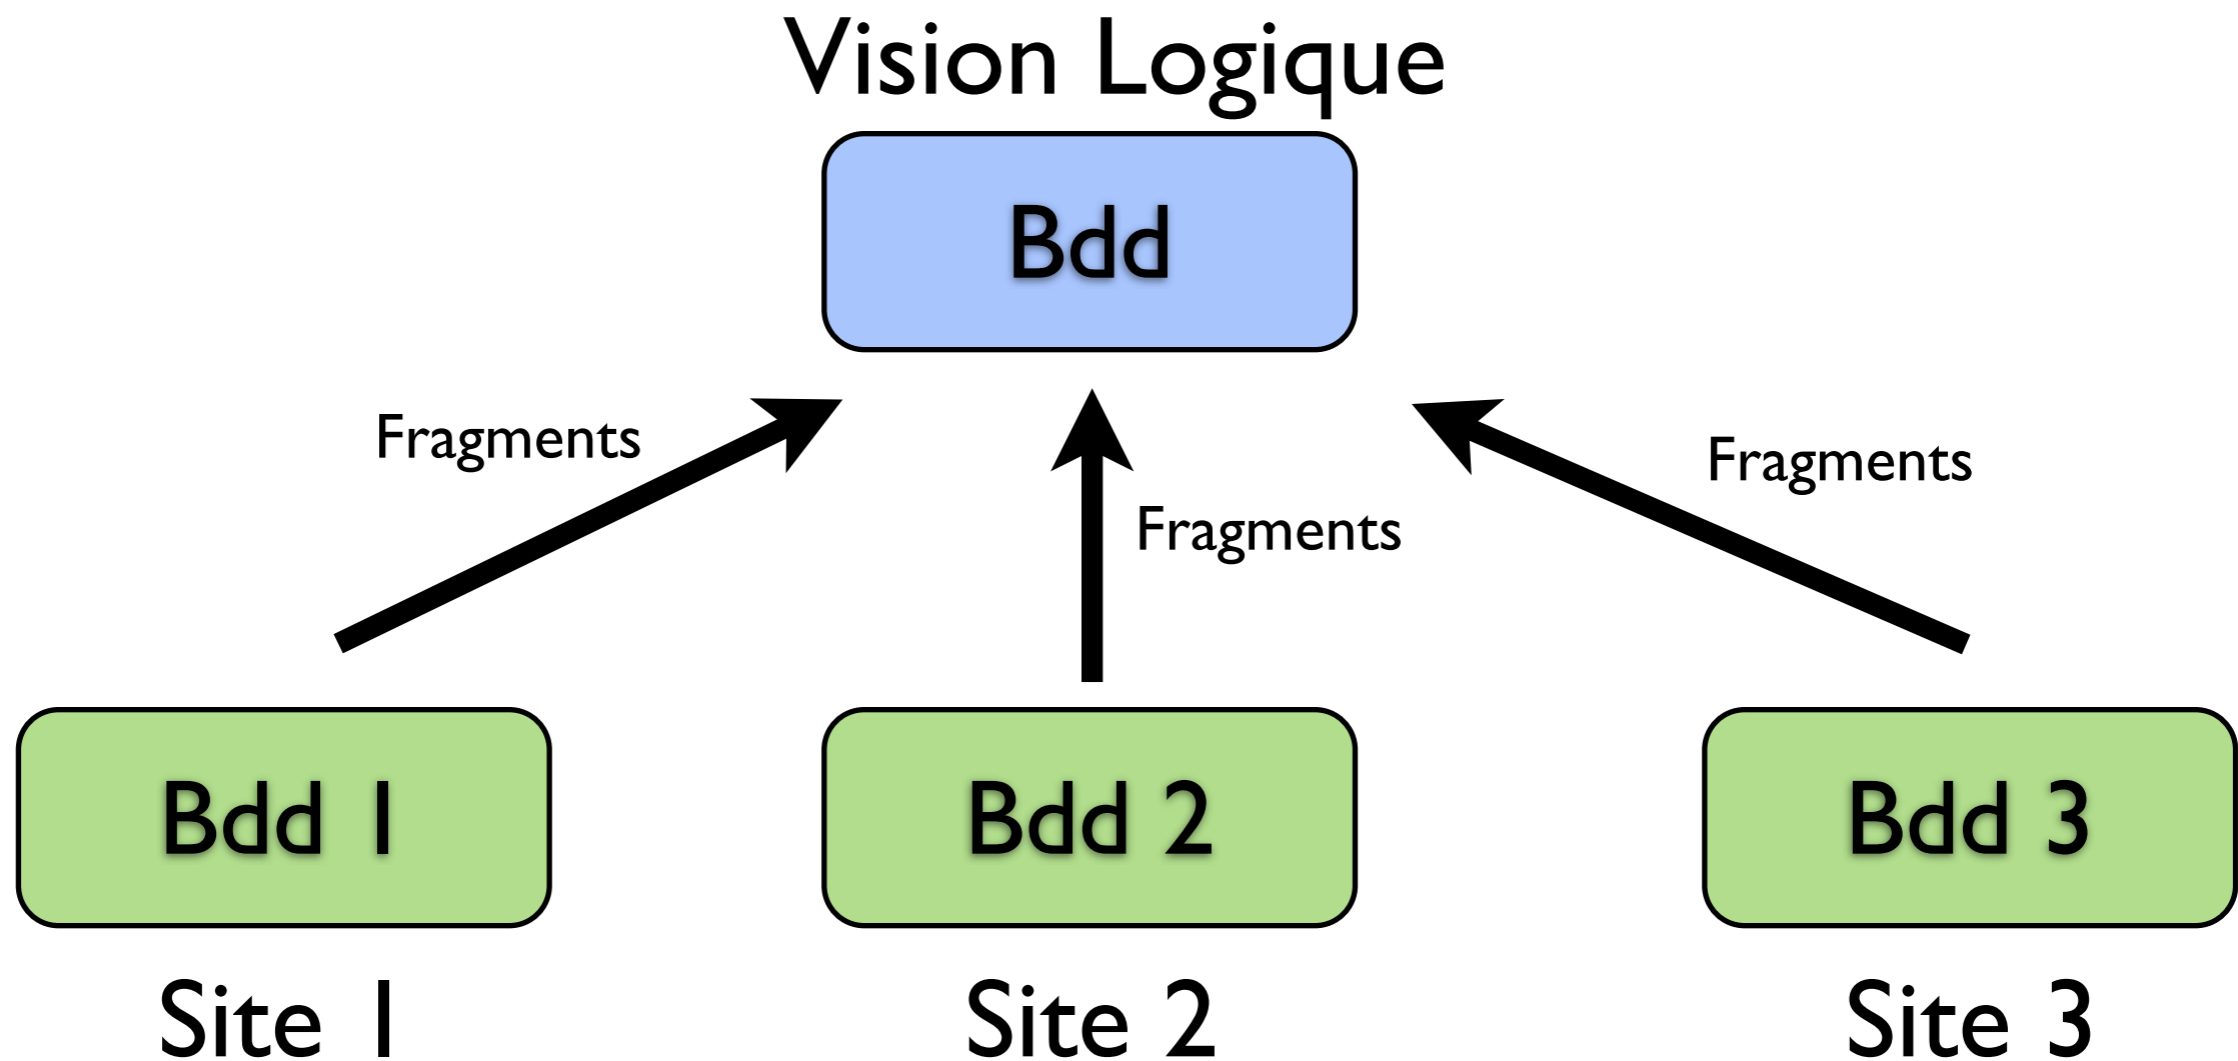 Vision Logique
Bdd
Fragments
Fragments
Fragments
Bdd 1
Bdd 2
Bdd 3
Site 1
Site 2
Site 3